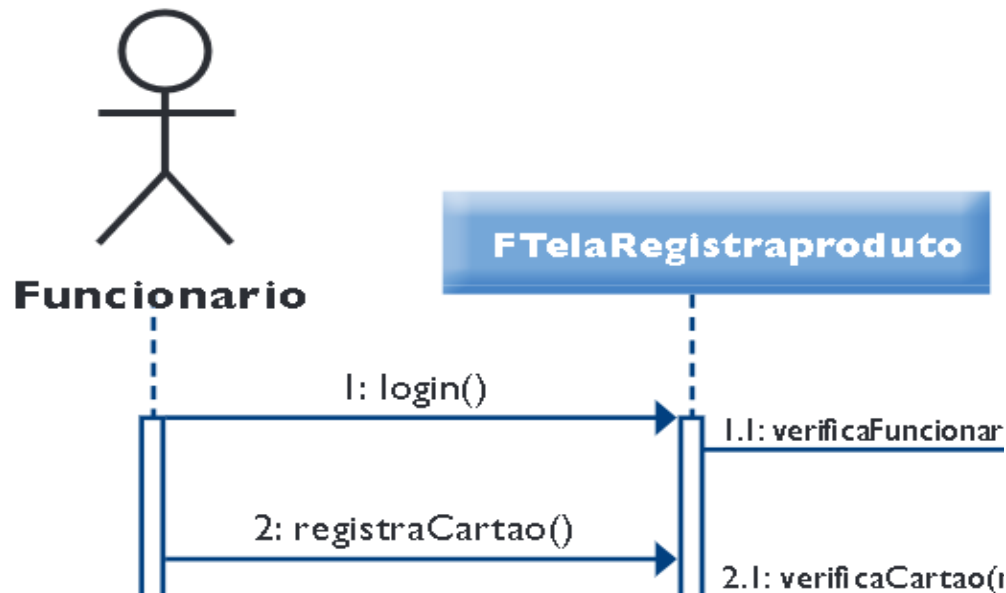 FTelaRegistraproduto
Funcionario
1: login()
1.1: verificaFuncionar
2: registraCartao()
2.1: verificaCartao(